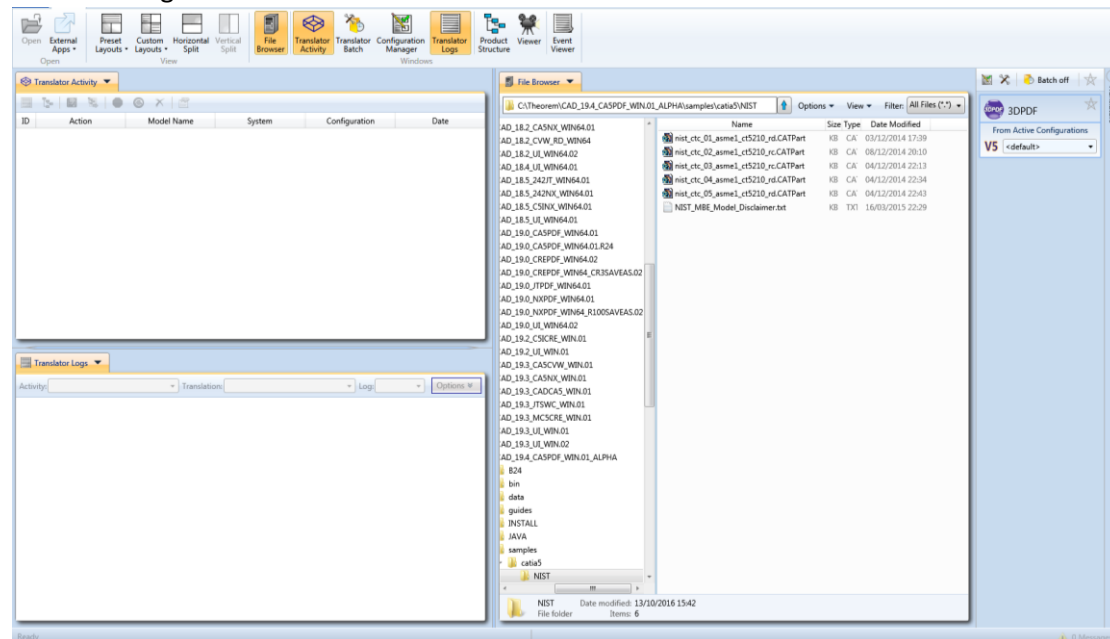 Open External Apps Preset Layouts Custom Layouts Horizontal Split Vertical Split File Browser Translator Activity Translator Batch Configuration Manager Translator Logs Product Structure Viewer Event Viewer
Open View Windows
Translator Activity
ID Action Model Name System Configuration Date
Translator Logs
Activity: Translation: Log: Options
File Browser
C:\Theorem\CAD_19.4_CA5PDF_WIN.01_ALPHA\samples\catia5\NIST Options View Filter: All Files (*.*)
AD_18.2_CA5NX_WIN64.01
AD_18.2_CVW_RD_WIN64
AD_18.2_UI_WIN64.02
AD_18.4_UI_WIN64.01
AD_18.5_242JT_WIN64.01
AD_18.5_242NX_WIN64.01
AD_18.5_CSINX_WIN64.01
AD_18.5_UI_WIN64.01
AD_19.0_CA5PDF_WIN64.01
AD_19.0_CA5PDF_WIN64.01.R24
AD_19.0_CREPDF_WIN64.02
AD_19.0_CREPDF_WIN64_CR3SAVEAS.02
AD_19.0_JTPDF_WIN64.01
AD_19.0_NXPDF_WIN64.01
AD_19.0_NXPDF_WIN64_R100SAVEAS.02
AD_19.0_UI_WIN64.02
AD_19.2_CSICRE_WIN.01
AD_19.2_UI_WIN.01
AD_19.3_CA5CVW_WIN.01
AD_19.3_CA5NX_WIN.01
AD_19.3_CADCA5_WIN.01
AD_19.3_JTSWC_WIN.01
AD_19.3_MC5CRE_WIN.01
AD_19.3_UI_WIN.01
AD_19.3_UI_WIN.02
AD_19.4_CA5PDF_WIN.01_ALPHA
B24
bin
data
guides
INSTALL
JAVA
samples
catia5
NIST
Name Size Type Date Modified
nist_ctc_01_asme1_ct5210_rd.CATPart KB CA 03/12/2014 17:39
nist_ctc_02_asme1_ct5210_rc.CATPart KB CA 08/12/2014 20:10
nist_ctc_03_asme1_ct5210_rc.CATPart KB CA 04/12/2014 22:13
nist_ctc_04_asme1_ct5210_rd.CATPart KB CA 04/12/2014 22:34
nist_ctc_05_asme1_ct5210_rd.CATPart KB CA 04/12/2014 22:43
NIST_MBE_Model_Disclaimer.txt KB TXT 16/03/2015 22:29
NIST Date modified: 13/10/2016 15:42
File folder Items: 6
Batch off
3DPDF
From Active Configurations
V5 <default>
Ready